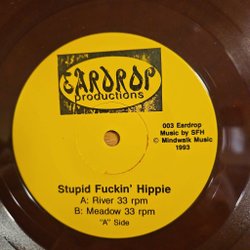 EARDROP
productions
003 Eardrop
Music by SFH
© Mindwalk Music
1993
Stupid Fuckin' Hippie
A: River 33 rpm
B: Meadow 33 rpm
"A" Side